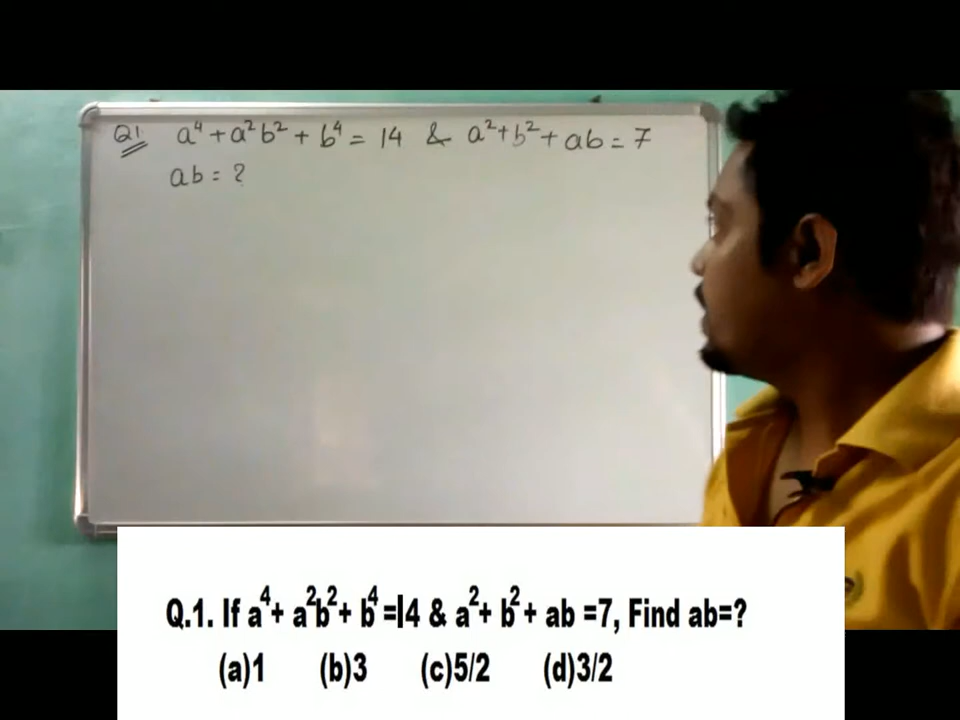 Q1. a⁴ + a²b² + b⁴ = 14 & a² + b² + ab = 7
ab = ?
Q.1. If a⁴+ a²b²+ b⁴ =14 & a²+ b²+ ab =7, Find ab=?
(a)1 (b)3 (c)5/2 (d)3/2